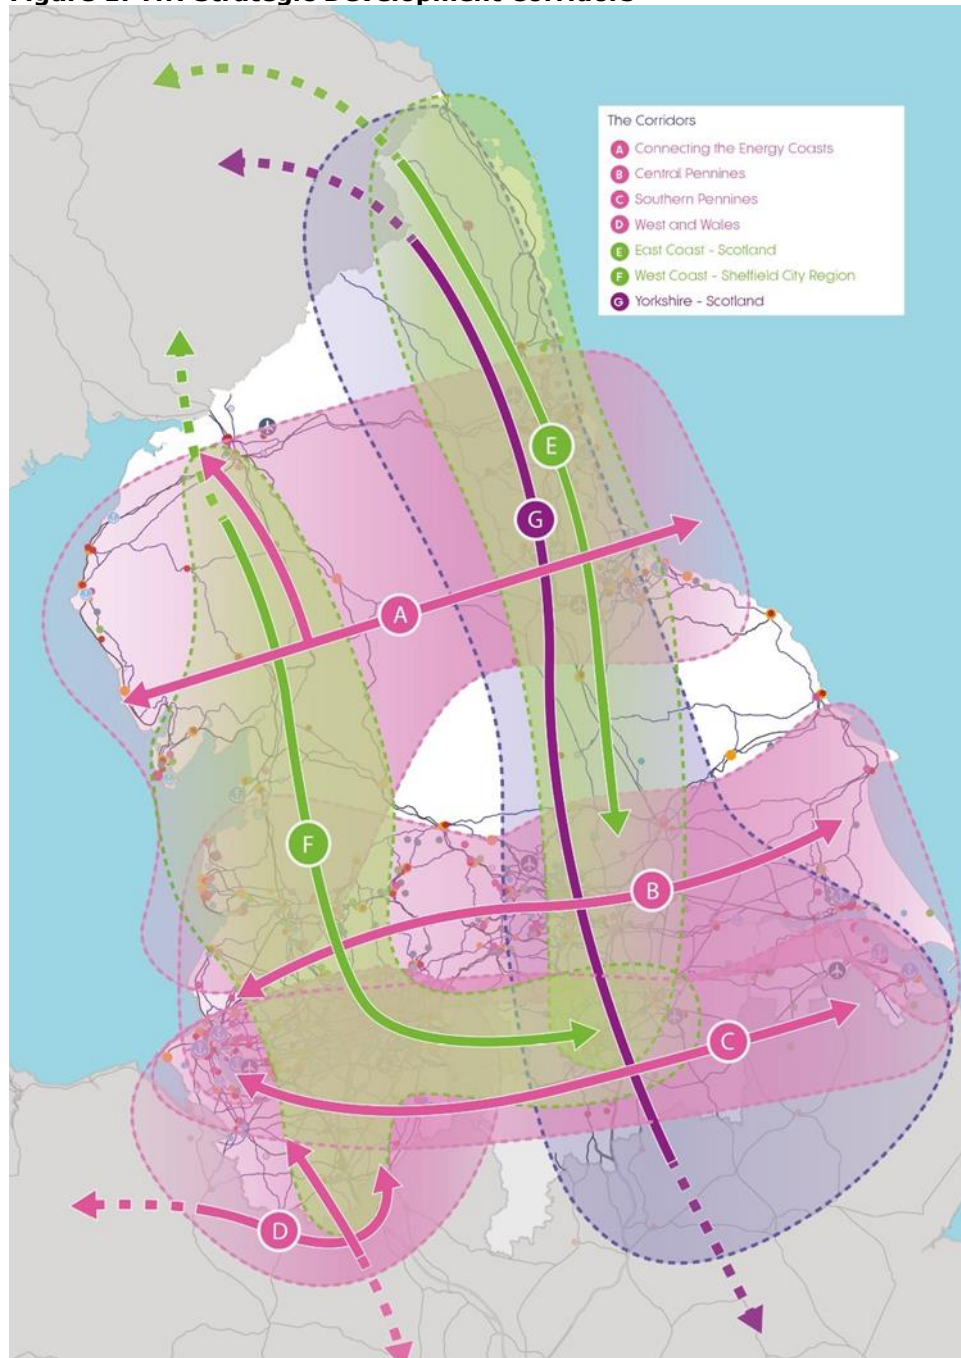 The Corridors
A Connecting the Energy Coasts
B Central Pennines
C Southern Pennines
D West and Wales
E East Coast - Scotland
F West Coast - Sheffield City Region
G Yorkshire - Scotland
E
G
A
F
B
C
D